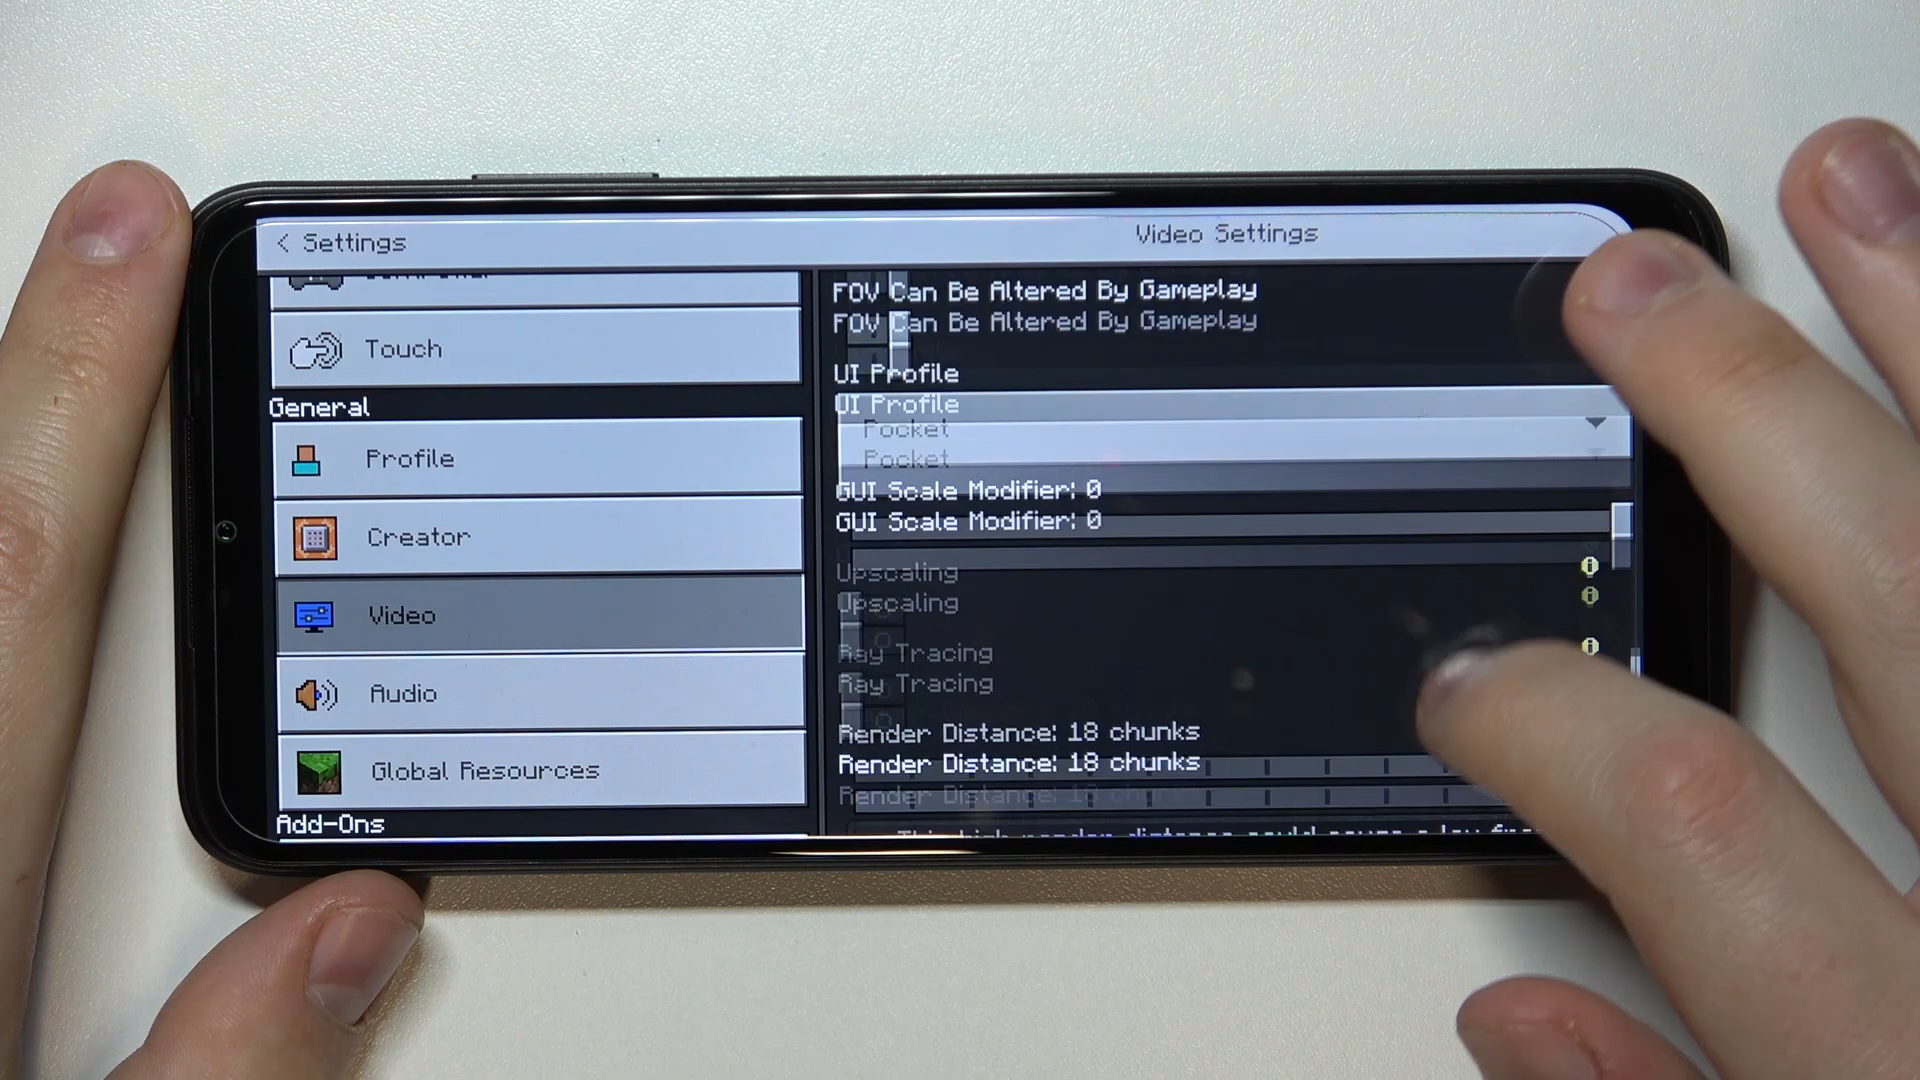 Settings
Video Settings
Touch
General
Profile
Creator
Video
Audio
Global Resources
Add-Ons
FOV Can Be Altered By Gameplay
FOV Can Be Altered By Gameplay
UI Profile
UI Profile
Pocket
Pocket
GUI Scale Modifier: 0
GUI Scale Modifier: 0
Upscaling
Upscaling
Ray Tracing
Ray Tracing
Render Distance: 18 chunks
Render Distance: 18 chunks
Render Distance: